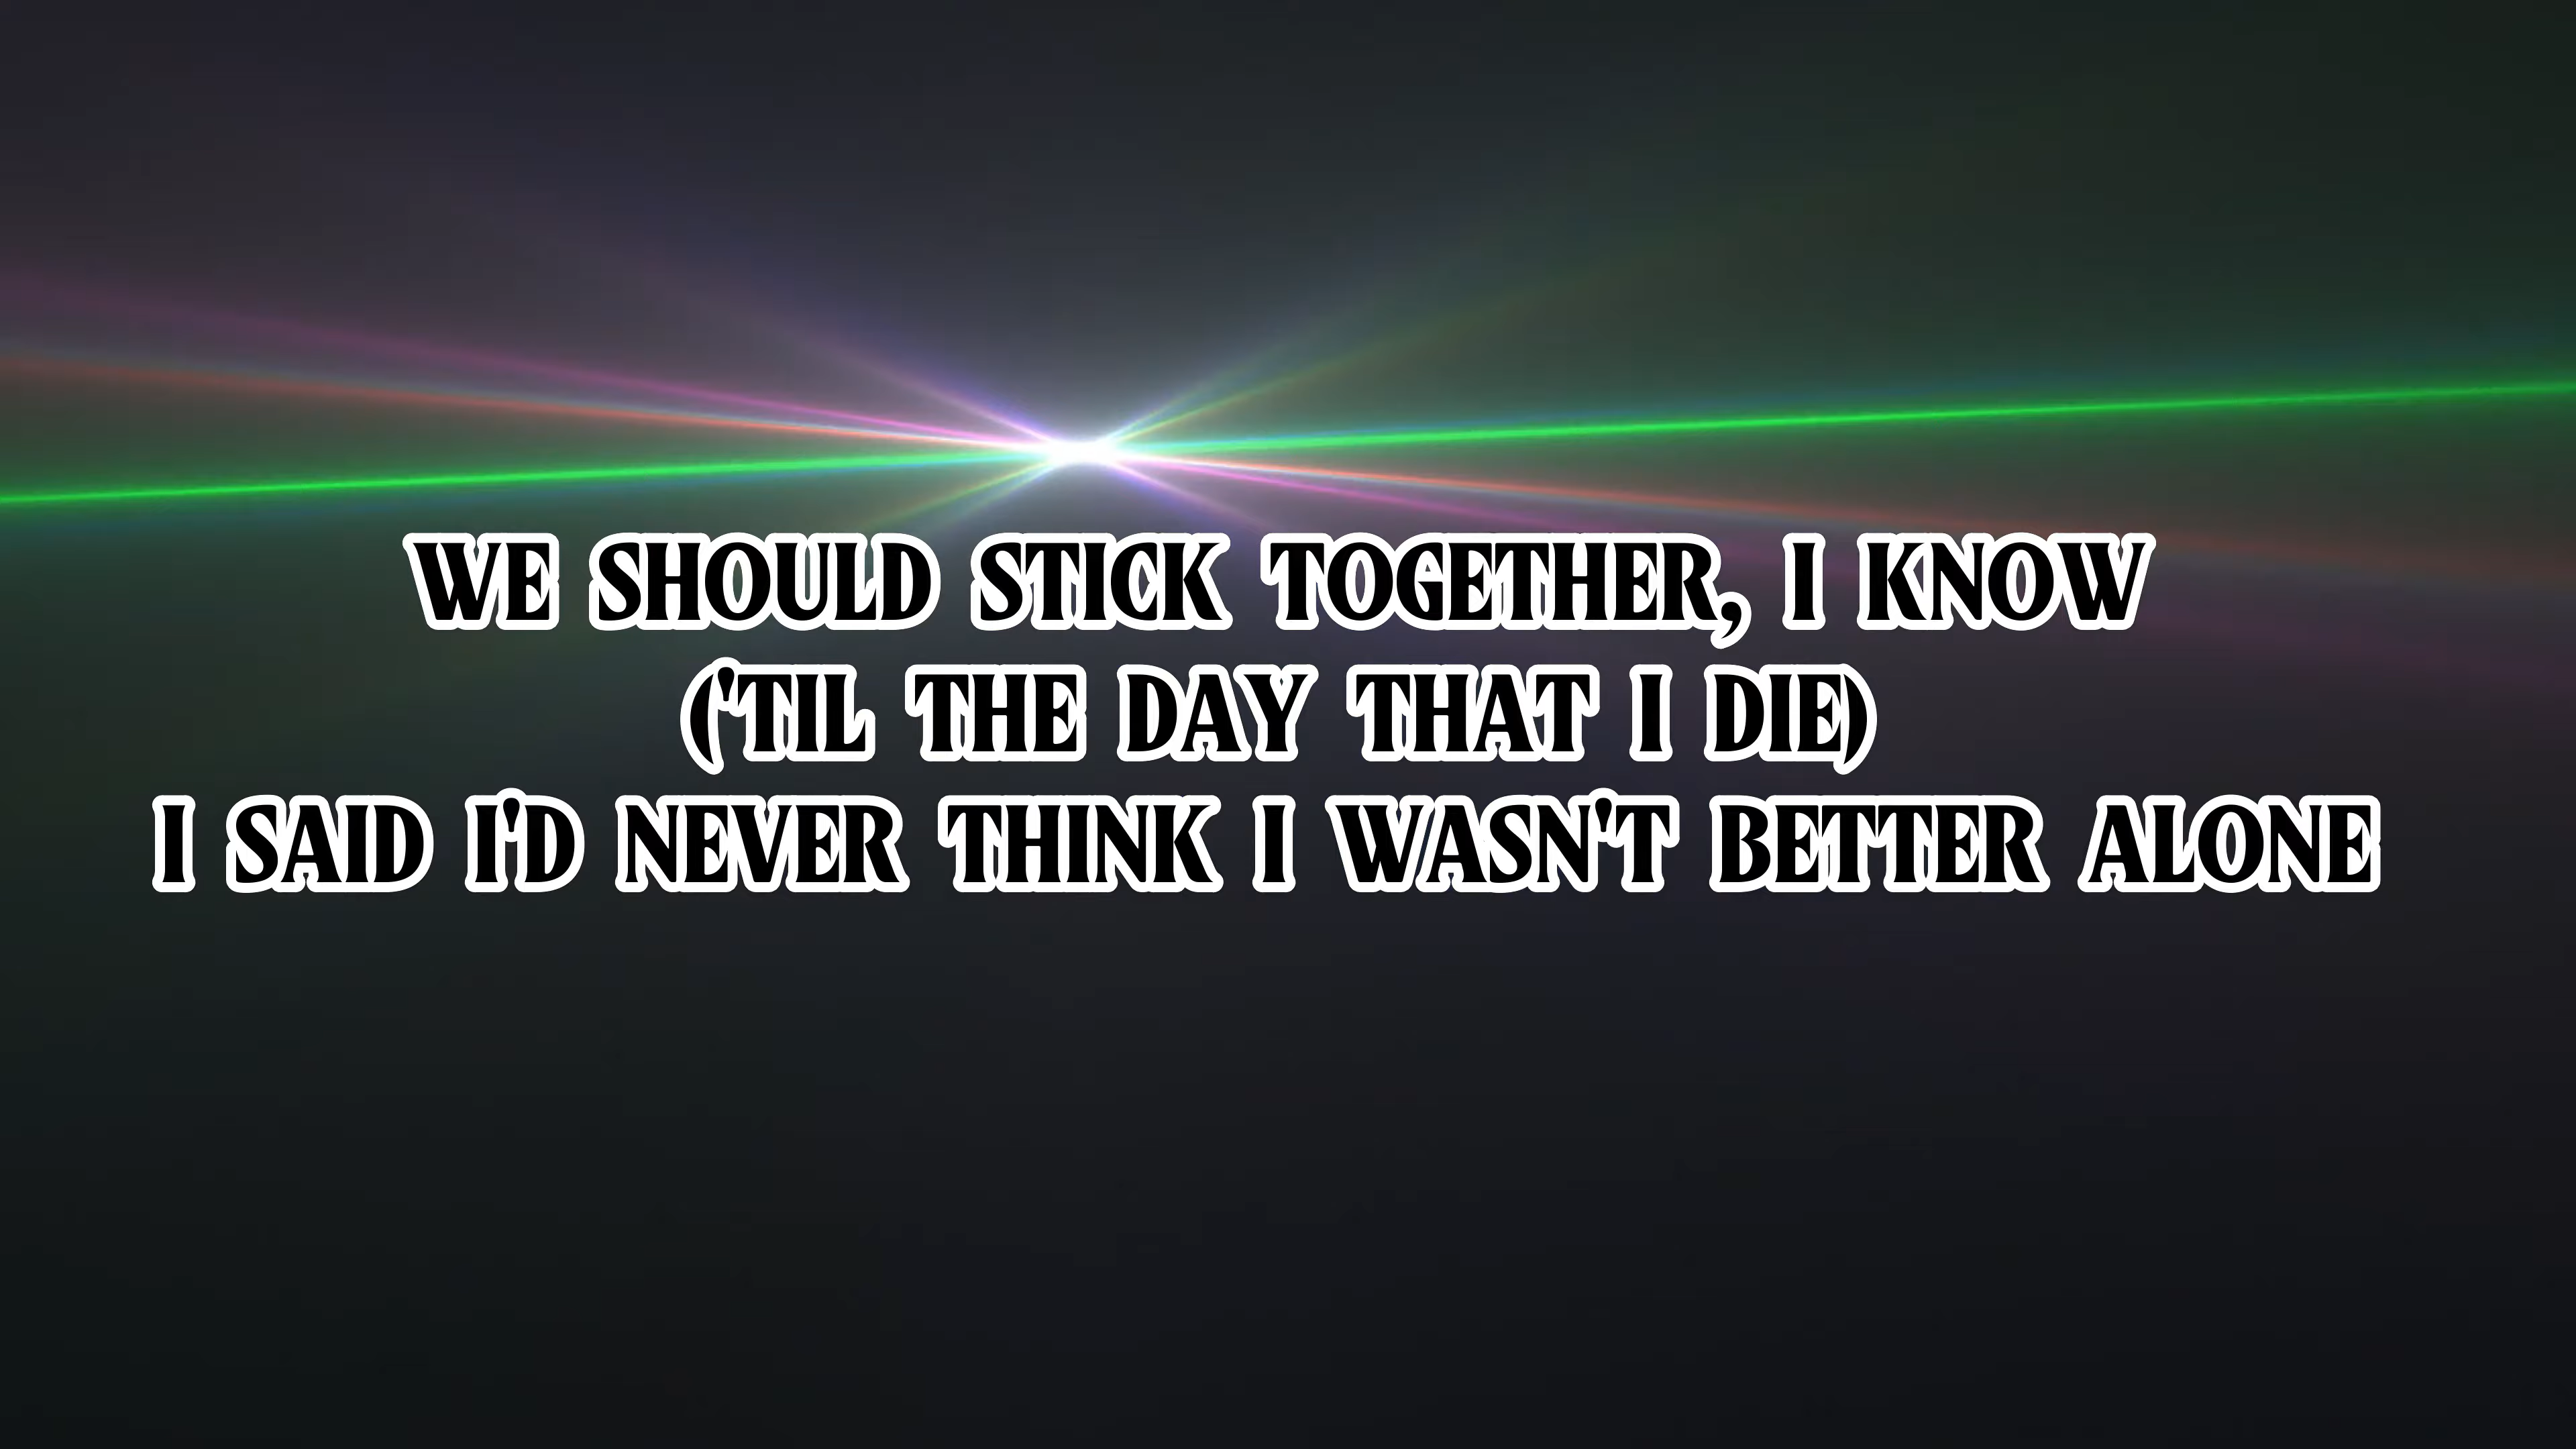 WE SHOULD STICK TOGETHER, I KNOW
('TIL THE DAY THAT I DIE)
I SAID I'D NEVER THINK I WASN'T BETTER ALONE